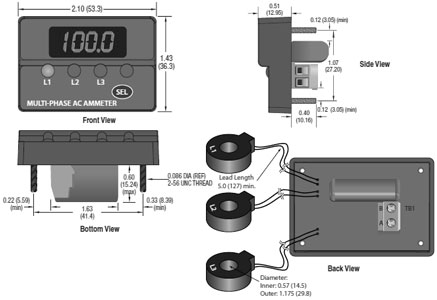 2.10 (53.3)
100.0
L1 L2 L3
SEL
MULTI-PHASE AC AMMETER
1.43
(36.3)
Front View
0.51
(12.95)
0.12 (3.05) (min)
1.07
(27.20)
0.12 (3.05) (min)
0.40
(10.16)
Side View
0.60
(15.24)
(max)
0.086 DIA (REF)
2-56 UNC THREAD
0.22 (5.59)
(min)
1.63
(41.4)
0.33 (8.39)
(min)
Bottom View
Lead Length
5.0 (127) min.
B
A
TB1
Diameter:
Inner: 0.57 (14.5)
Outer: 1.175 (29.8)
Back View